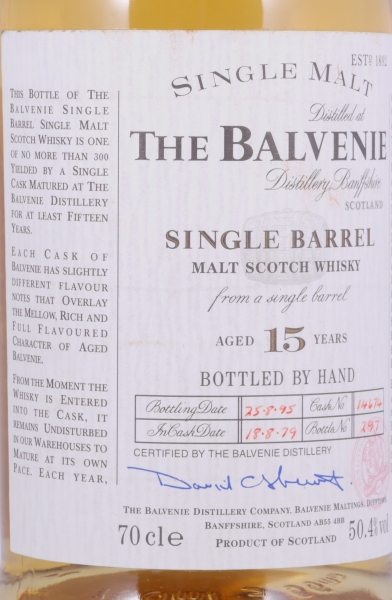 THIS BOTTLE OF THE
BALVENIE SINGLE
BARREL SINGLE MALT
SCOTCH WHISKY IS ONE
OF NO MORE THAN 300
YIELDED BY A SINGLE
CASK MATURED AT THE
BALVENIE DISTILLERY
FOR AT LEAST FIFTEEN
YEARS.
EACH CASK OF
BALVENIE HAS SLIGHTLY
DIFFERENT FLAVOUR
NOTES THAT OVERLAY
THE MELLOW, RICH AND
FULL FLAVOURED
CHARACTER OF AGED
BALVENIE.
FROM THE MOMENT THE
WHISKY IS ENTERED
INTO THE CASK, IT
REMAINS UNDISTURBED
IN OUR WAREHOUSES TO
MATURE AT ITS OWN
PACE. EACH YEAR,
ESTD 1892
SINGLE MALT
Distilled at
THE BALVENIE
Distillery, Banffshire
SCOTLAND
SINGLE BARREL
MALT SCOTCH WHISKY
from a single barrel
AGED 15 YEARS
BOTTLED BY HAND
Bottling Date 25·8·95 Cask No 14674
In Cask Date 18·8·79 Bottle No 247
CERTIFIED BY THE BALVENIE DISTILLERY
THE BALVENIE DISTILLERY COMPANY, BALVENIE MALTINGS,
BANFFSHIRE, SCOTLAND AB55 4BB
70 cl e PRODUCT OF SCOTLAND 50.4% vol